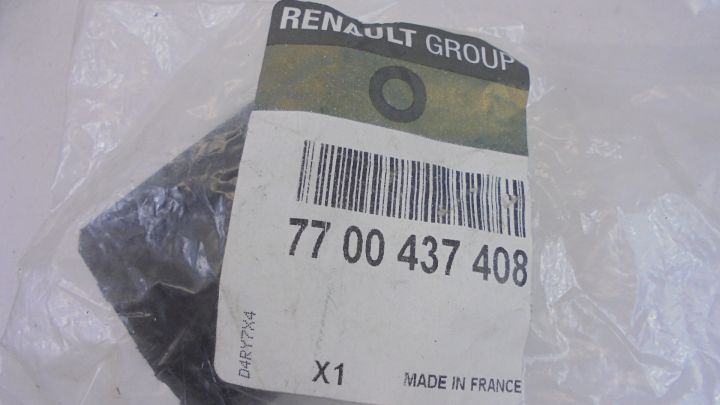 RENAULT GROUP
77 00 437 408
D4RY7X4
X1
MADE IN FRANCE